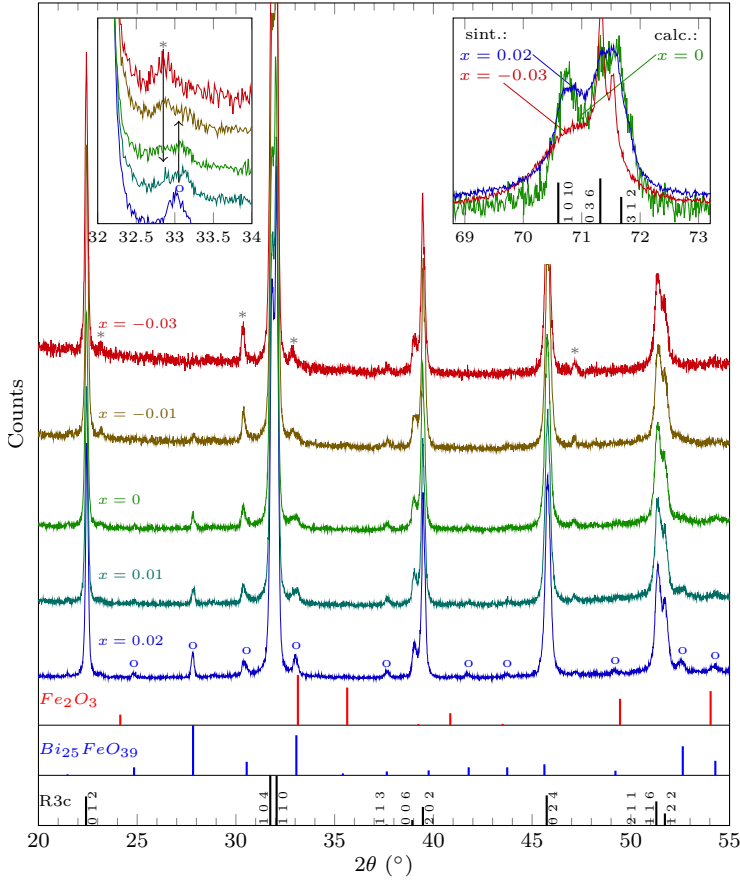 sint.:
calc.:
x = 0.02
x = 0
x = −0.03
*
o
1 0 10
0 3 6
3 1 2
32 32.5 33 33.5 34
69 70 71 72 73
x = −0.03
* * * *
x = −0.01
x = 0
x = 0.01
x = 0.02
o o o o o o o o o o
Counts
Fe₂O₃
Bi₂₅FeO₃₉
R3c
0 1 2
1 0 4
1 1 0
1 1 3
0 0 6
2 0 2
0 2 4
2 1 1
1 1 6
1 2 2
20 25 30 35 40 45 50 55
2θ (°)